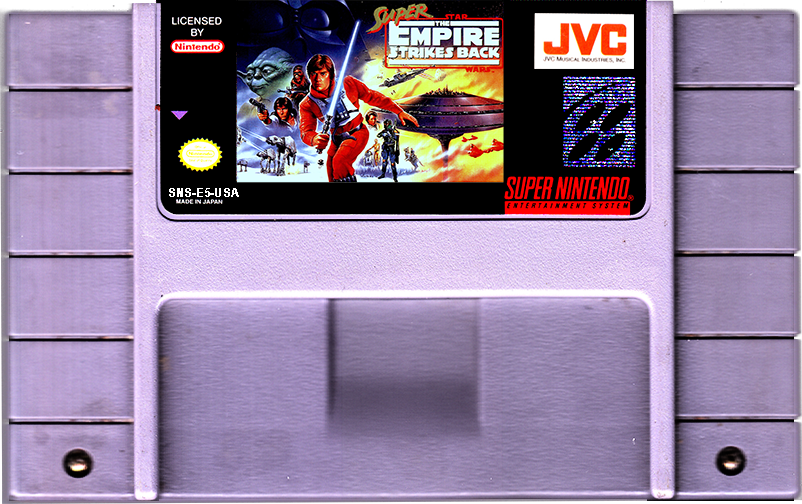 LICENSED
BY
Nintendo
SUPER
STAR
THE
EMPIRE
STRIKES BACK
WARS
JVC
JVC MUSICAL INDUSTRIES, INC.
SNS-E5-USA
MADE IN JAPAN
SUPER NINTENDO
ENTERTAINMENT SYSTEM